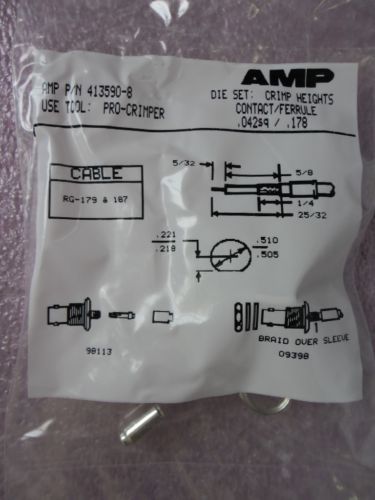 AMP
AMP P/N 413590-8
USE TOOL: PRO-CRIMPER
DIE SET: CRIMP HEIGHTS
CONTACT/FERRULE
.042sq / .178
CABLE
RG-179 & 187
5/32
5/8
1/4
25/32
.221
.218
.510
.505
98113
BRAID OVER SLEEVE
09398